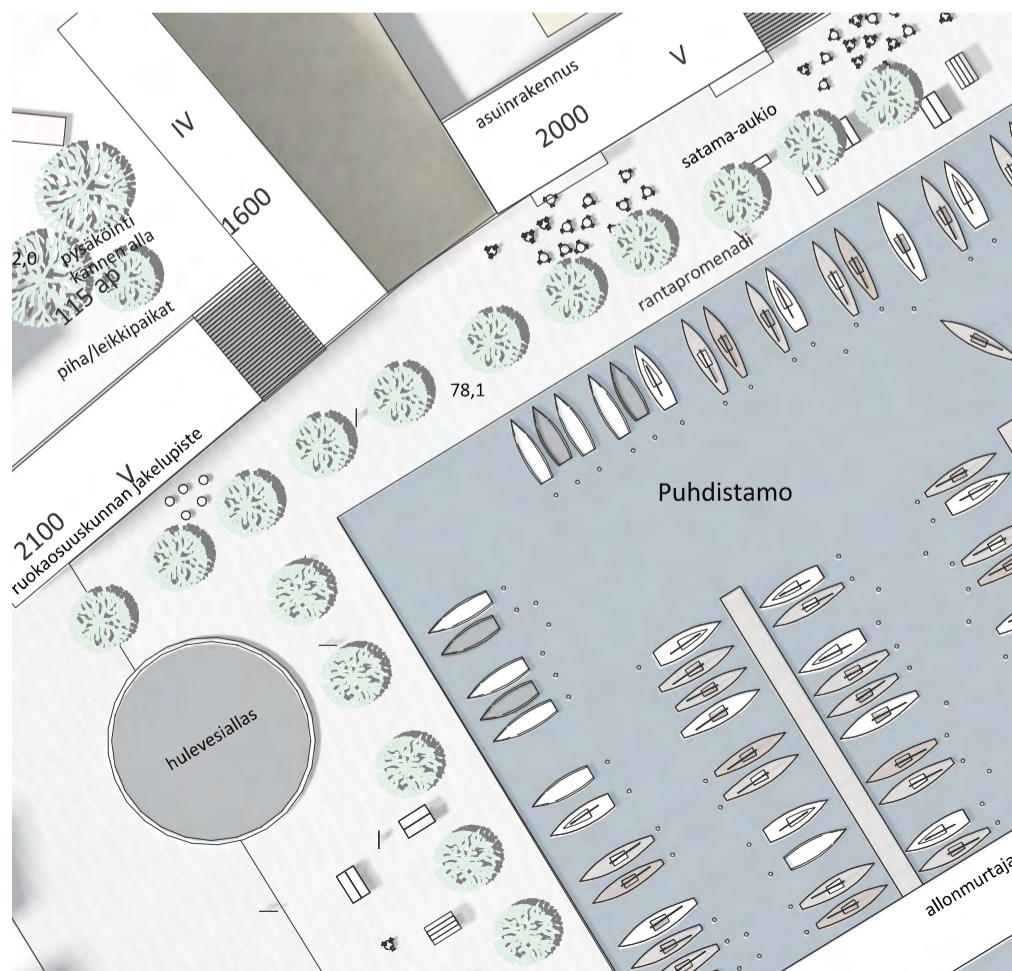 asuinrakennus
V
2000
satama-aukio
IV
1600
2,0
pysäköinti
kannen alla
115 ap
piha/leikkipaikat
rantapromenadi
78,1
V
2100
ruokaosuuskunnan jakelupiste
Puhdistamo
hulevesiallas
allonmurtaja